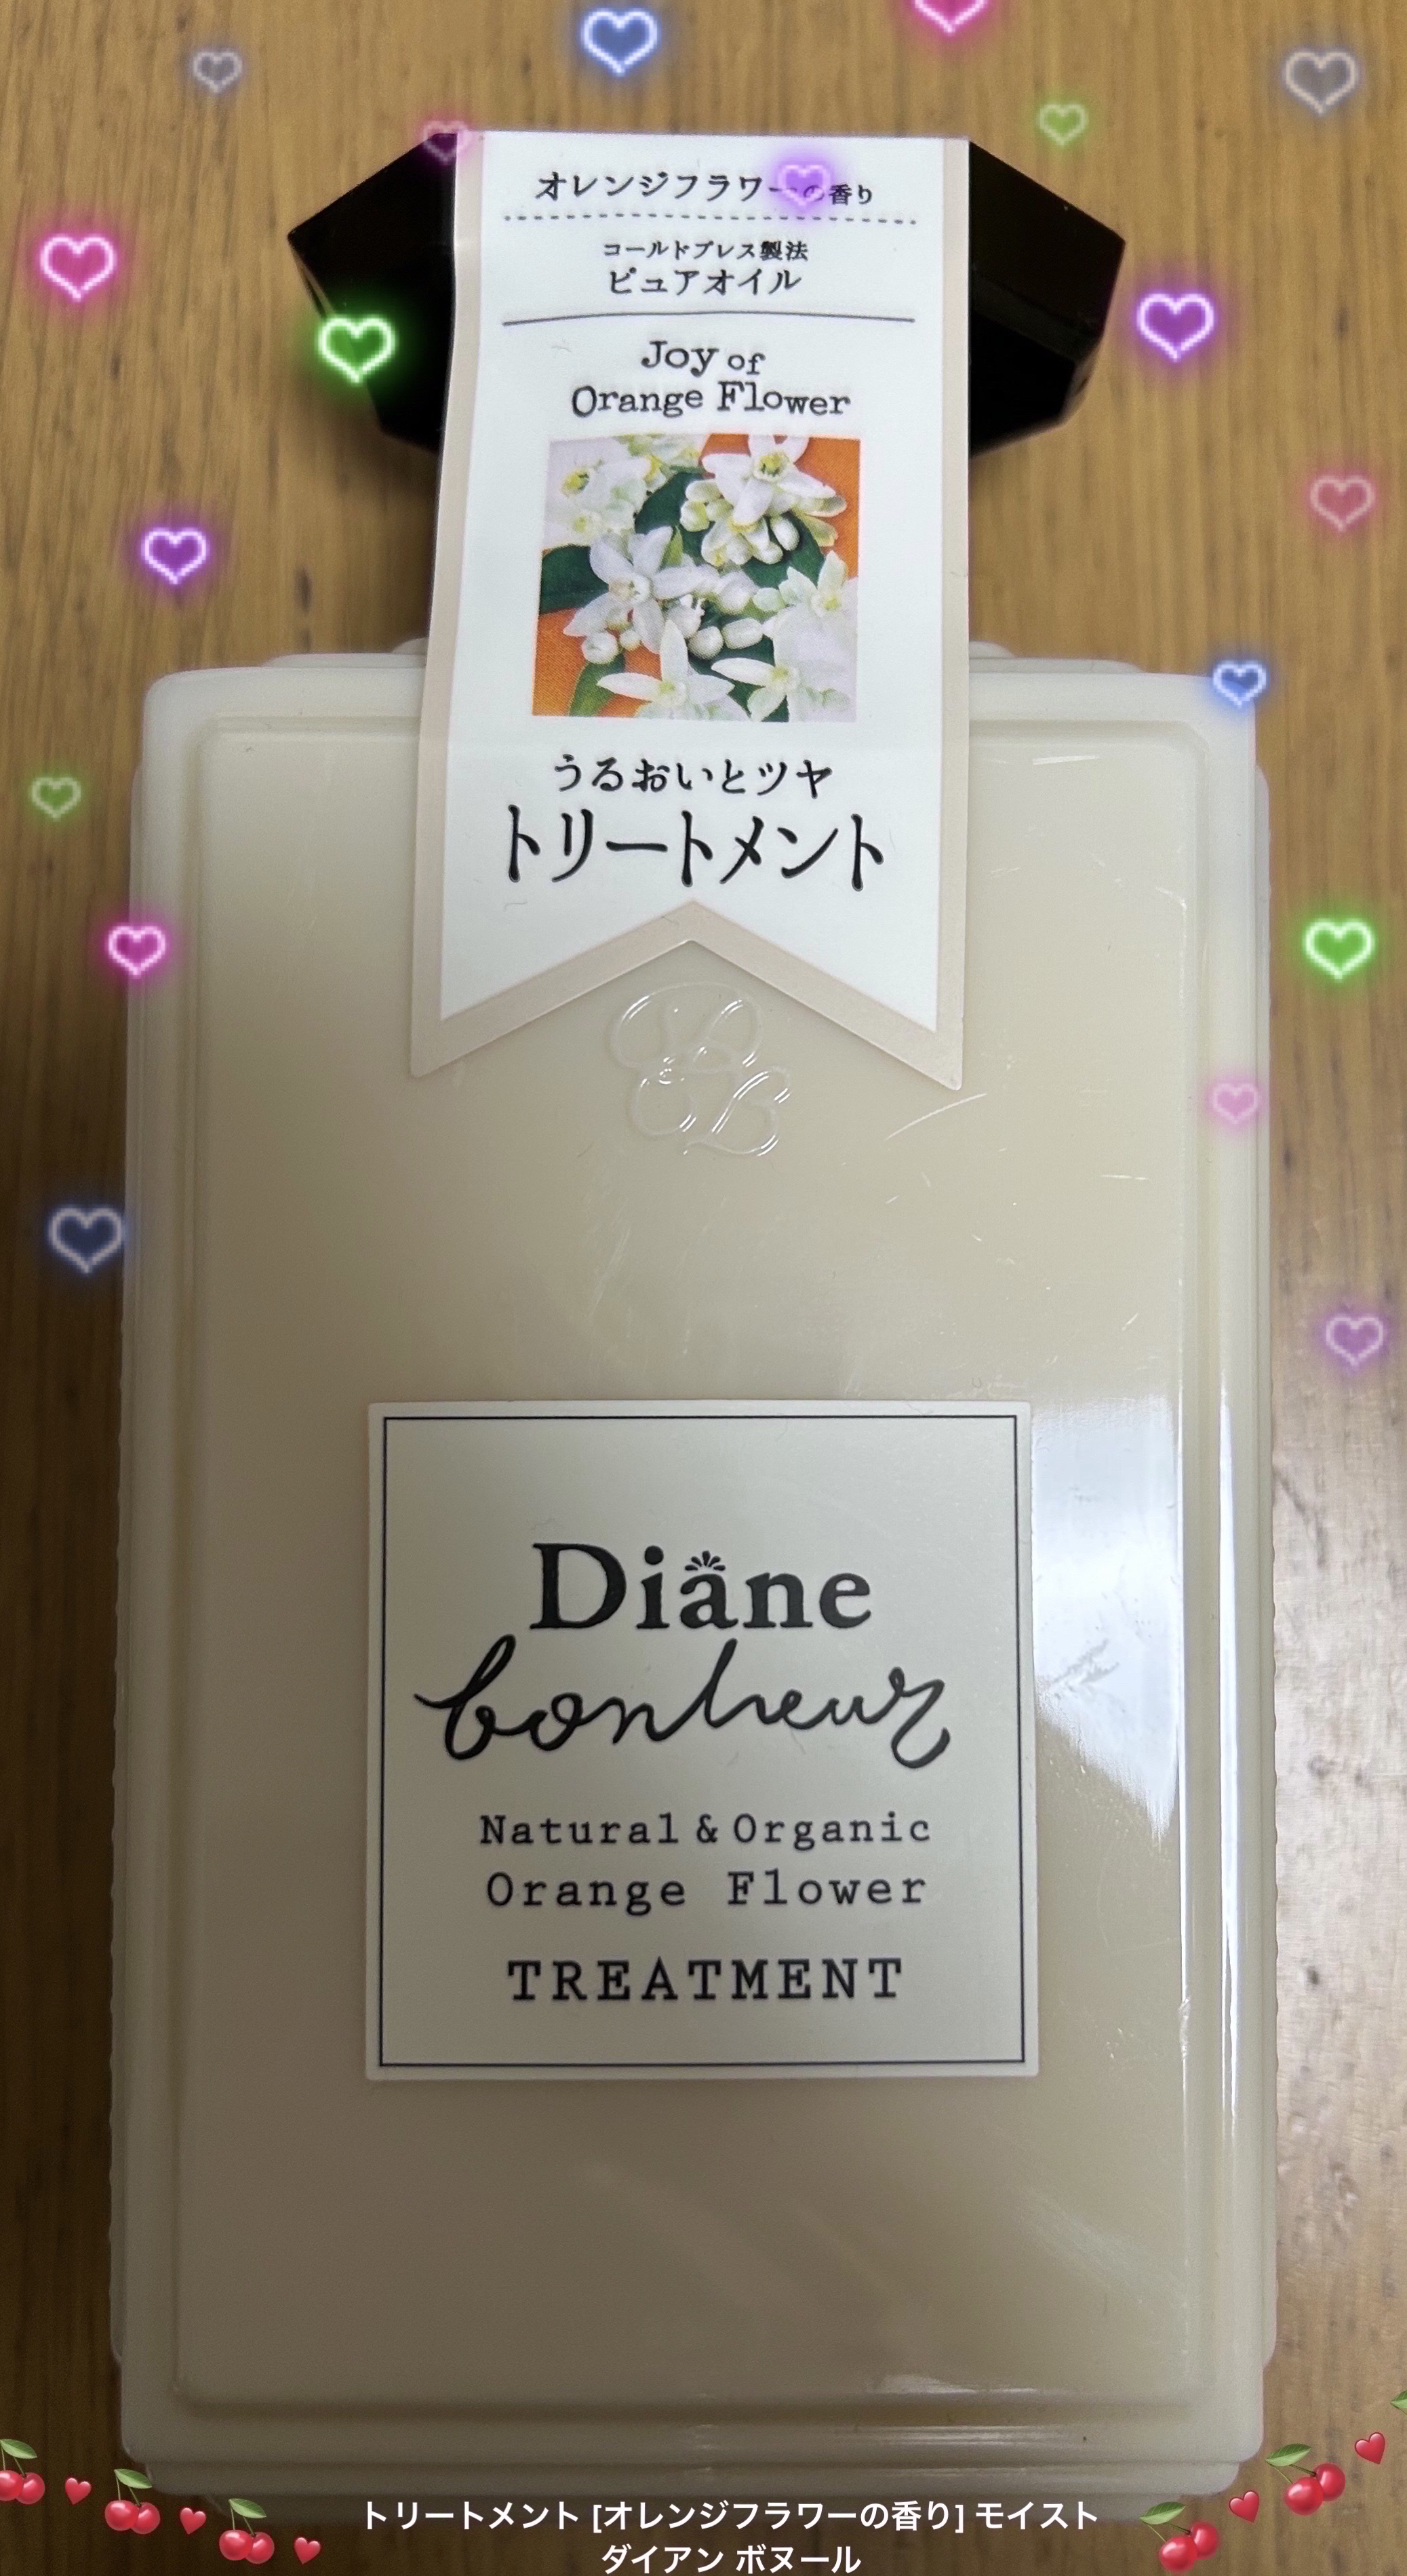 オレンジフラワーの香り
コールドプレス製法
ピュアオイル
Joy of
Orange Flower
うるおいとツヤ
トリートメント
Diane
bonheur
Natural & Organic
Orange Flower
TREATMENT
トリートメント [オレンジフラワーの香り] モイスト
ダイアン ボヌール